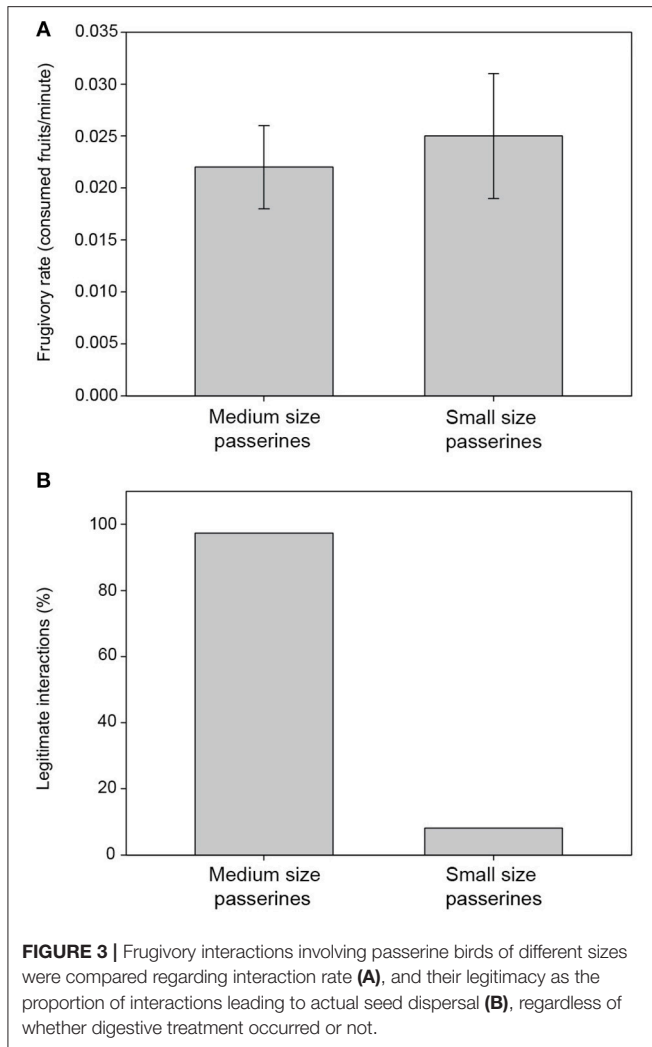 A
Frugivory rate (consumed fruits/minute)
0.035
0.030
0.025
0.020
0.015
0.010
0.005
0.000
Medium size
passerines
Small size
passerines
B
Legitimate interactions (%)
100
80
60
40
20
0
Medium size
passerines
Small size
passerines
FIGURE 3 | Frugivory interactions involving passerine birds of different sizes
were compared regarding interaction rate (A), and their legitimacy as the
proportion of interactions leading to actual seed dispersal (B), regardless of
whether digestive treatment occurred or not.